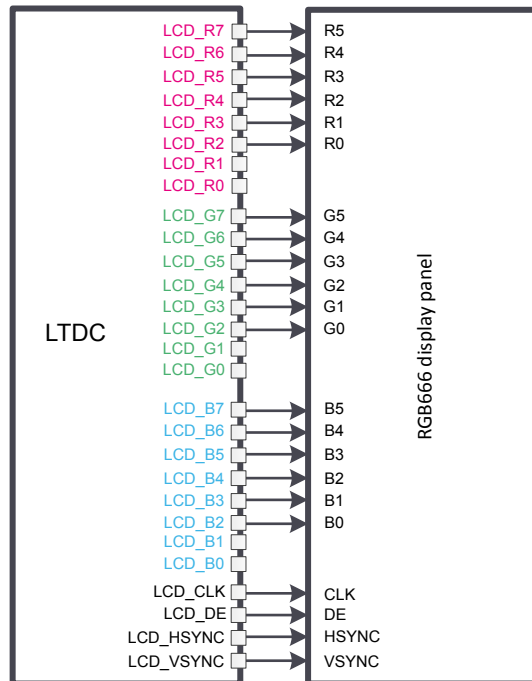 LCD_R7 R5
LCD_R6 R4
LCD_R5 R3
LCD_R4 R2
LCD_R3 R1
LCD_R2 R0
LCD_R1
LCD_R0
LCD_G7 G5
LCD_G6 G4
LCD_G5 G3
LCD_G4 G2
LCD_G3 G1
LCD_G2 G0
LCD_G1
LCD_G0
LTDC
RGB666 display panel
LCD_B7 B5
LCD_B6 B4
LCD_B5 B3
LCD_B4 B2
LCD_B3 B1
LCD_B2 B0
LCD_B1
LCD_B0
LCD_CLK CLK
LCD_DE DE
LCD_HSYNC HSYNC
LCD_VSYNC VSYNC